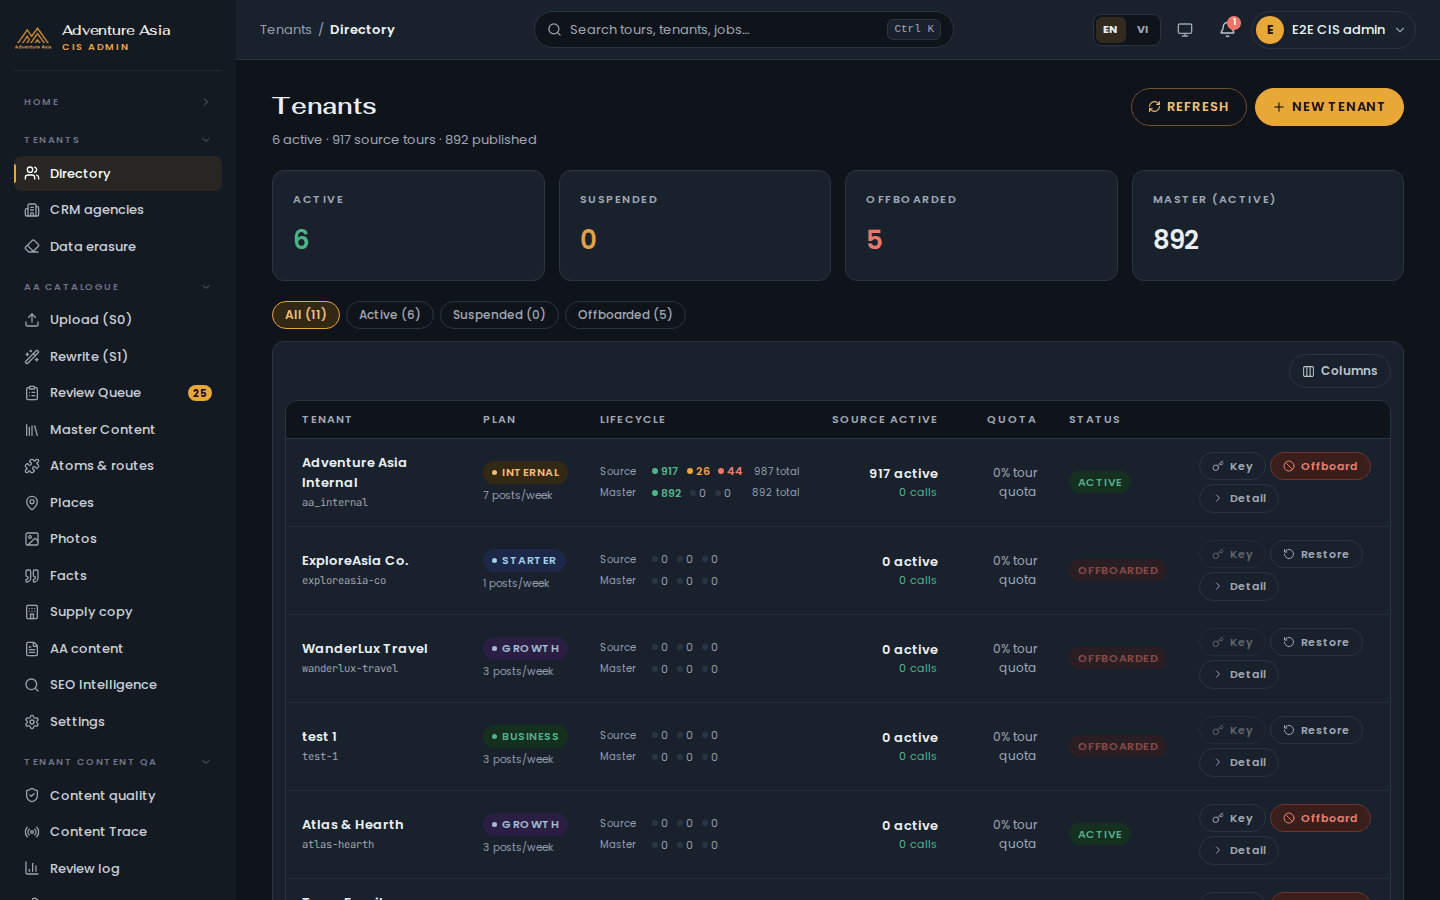 Adventure Asia
Adventure Asia
CIS ADMIN
HOME
TENANTS
Directory
CRM agencies
Data erasure
AA CATALOGUE
Upload (S0)
Rewrite (S1)
Review Queue 25
Master Content
Atoms & routes
Places
Photos
Facts
Supply copy
AA content
SEO Intelligence
Settings
TENANT CONTENT QA
Content quality
Content Trace
Review log
Tenants / Directory
Search tours, tenants, jobs… Ctrl K
EN VI
1
E E2E CIS admin
Tenants
6 active · 917 source tours · 892 published
REFRESH
NEW TENANT
ACTIVE
6
SUSPENDED
0
OFFBOARDED
5
MASTER (ACTIVE)
892
All (11) Active (6) Suspended (0) Offboarded (5)
Columns
TENANT PLAN LIFECYCLE SOURCE ACTIVE QUOTA STATUS
Adventure Asia
Internal
aa_internal
INTERNAL
7 posts/week
Source 917 26 44 987 total
Master 892 0 0 892 total
917 active
0 calls
0% tour
quota
ACTIVE
Key Offboard
Detail
ExploreAsia Co.
exploreasia-co
STARTER
1 posts/week
Source 0 0 0
Master 0 0 0
0 active
0 calls
0% tour
quota
OFFBOARDED
Key Restore
Detail
WanderLux Travel
wanderlux-travel
GROWTH
3 posts/week
Source 0 0 0
Master 0 0 0
0 active
0 calls
0% tour
quota
OFFBOARDED
Key Restore
Detail
test 1
test-1
BUSINESS
3 posts/week
Source 0 0 0
Master 0 0 0
0 active
0 calls
0% tour
quota
OFFBOARDED
Key Restore
Detail
Atlas & Hearth
atlas-hearth
GROWTH
3 posts/week
Source 0 0 0
Master 0 0 0
0 active
0 calls
0% tour
quota
ACTIVE
Key Offboard
Detail